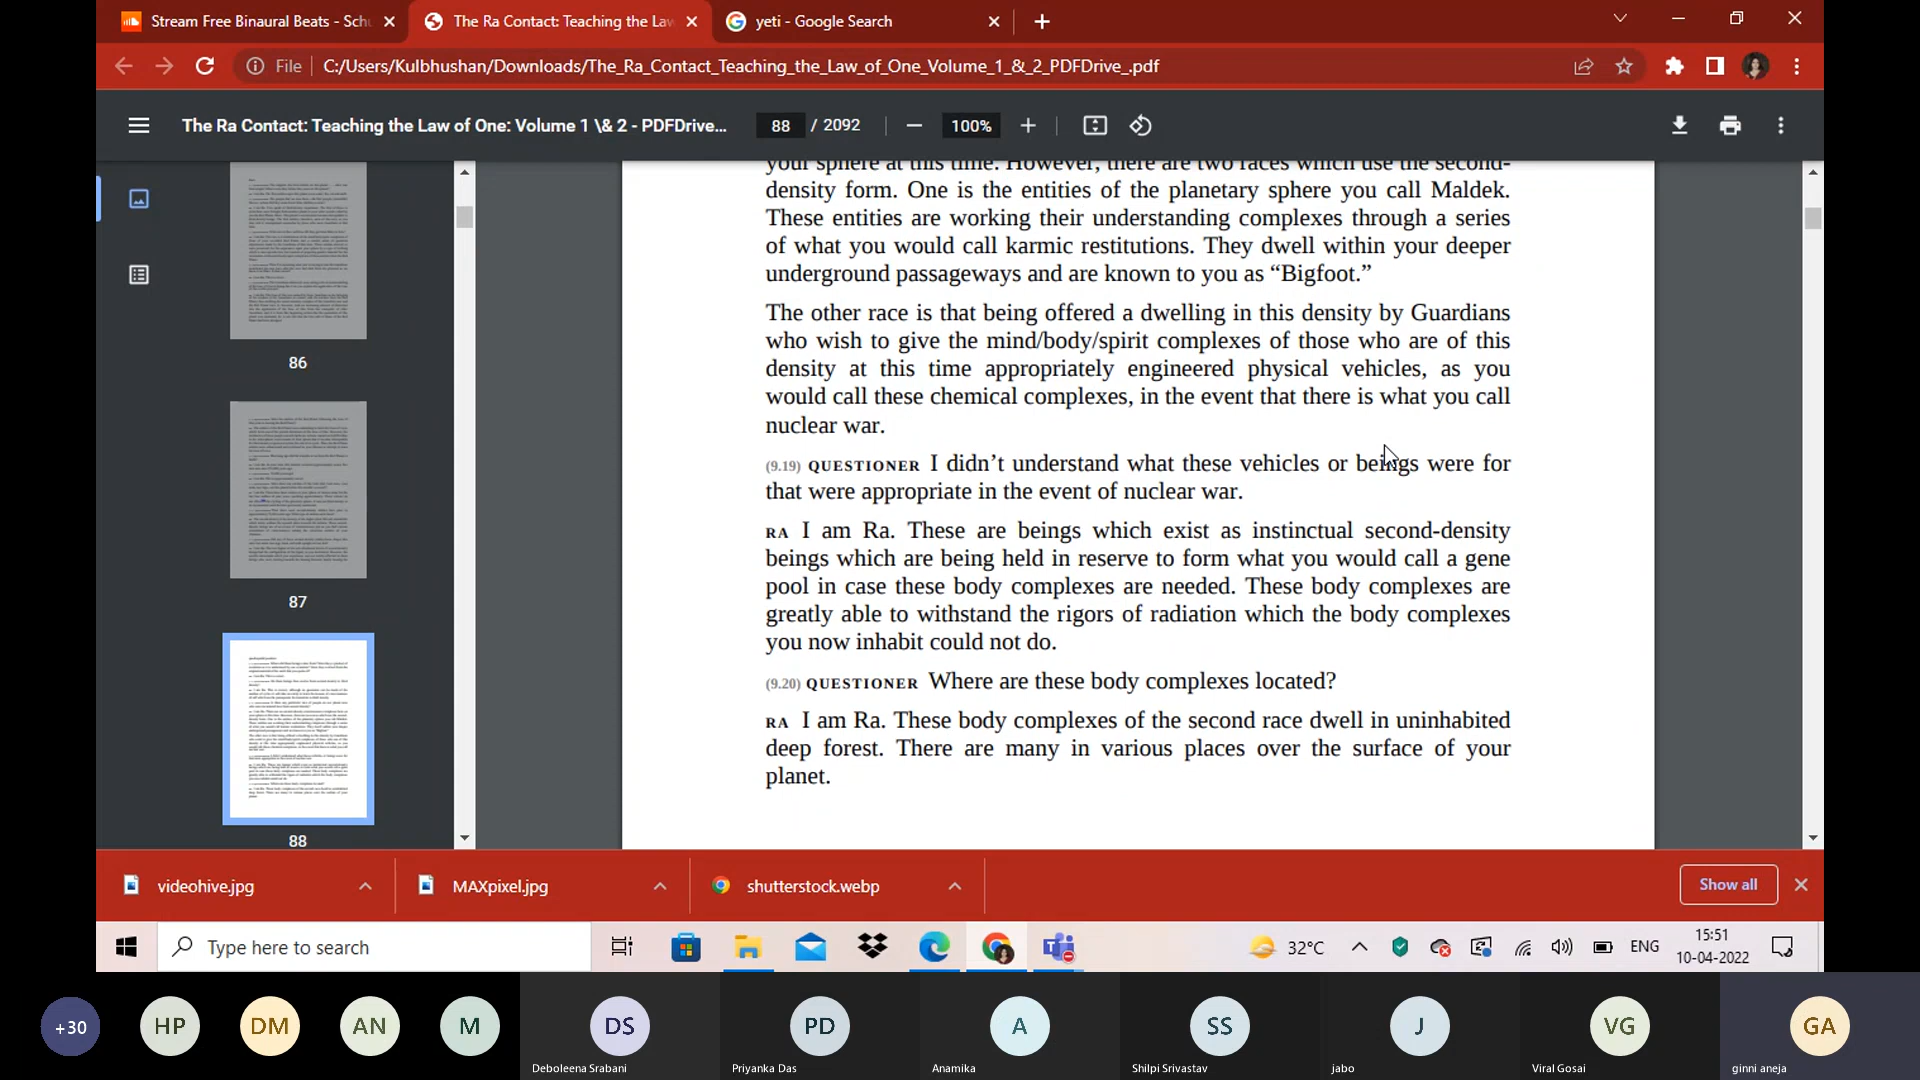 Stream Free Binaural Beats - Sch
The Ra Contact: Teaching the Law
yeti - Google Search
File
C:/Users/Kulbhushan/Downloads/The_Ra_Contact_Teaching_the_Law_of_One_Volume_1_&_2_PDFDrive_.pdf
The Ra Contact: Teaching the Law of One: Volume 1 \& 2 - PDFDrive...
88 / 2092
100%
your sphere at this time. However, there are two races which use the second-
density form. One is the entities of the planetary sphere you call Maldek.
These entities are working their understanding complexes through a series
of what you would call karmic restitutions. They dwell within your deeper
underground passageways and are known to you as “Bigfoot.”
The other race is that being offered a dwelling in this density by Guardians
who wish to give the mind/body/spirit complexes of those who are of this
density at this time appropriately engineered physical vehicles, as you
would call these chemical complexes, in the event that there is what you call
nuclear war.
(9.19) QUESTIONER I didn’t understand what these vehicles or beings were for
that were appropriate in the event of nuclear war.
RA I am Ra. These are beings which exist as instinctual second-density
beings which are being held in reserve to form what you would call a gene
pool in case these body complexes are needed. These body complexes are
greatly able to withstand the rigors of radiation which the body complexes
you now inhabit could not do.
(9.20) QUESTIONER Where are these body complexes located?
RA I am Ra. These body complexes of the second race dwell in uninhabited
deep forest. There are many in various places over the surface of your
planet.
86
87
88
videohive.jpg
MAXpixel.jpg
shutterstock.webp
Show all
Type here to search
32°C
ENG
15:51
10-04-2022
+30
HP
DM
AN
M
DS
PD
A
SS
J
VG
GA
Deboleena Srabani
Priyanka Das
Anamika
Shilpi Srivastav
jabo
Viral Gosai
ginni aneja